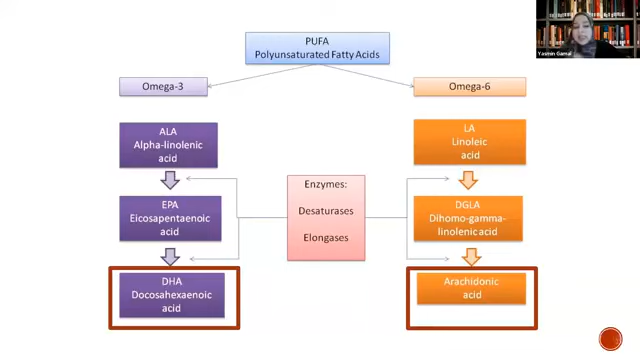 PUFA
Polyunsaturated Fatty Acids
Omega-3
Omega-6
ALA
Alpha-linolenic
acid
LA
Linoleic
acid
Enzymes:
Desaturases
Elongases
EPA
Eicosapentaenoic
acid
DGLA
Dihomo-gamma-
linolenic acid
DHA
Docosahexaenoic
acid
Arachidonic
acid
Yasmin Gamal